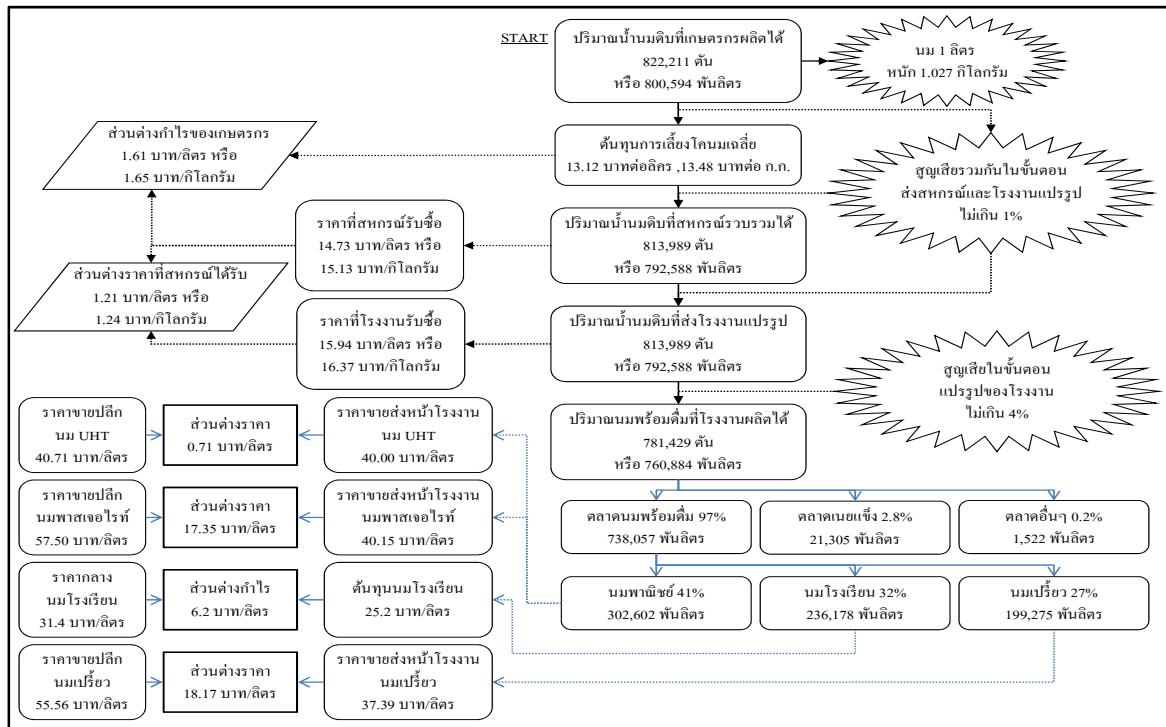 START
ปริมาณน้ำนมดิบที่เกษตรกรผลิตได้
822,211 ตัน
หรือ 800,594 พันลิตร
นม 1 ลิตร
หนัก 1.027 กิโลกรัม
ส่วนต่างกำไรของเกษตรกร
1.61 บาท/ลิตร หรือ
1.65 บาท/กิโลกรัม
ต้นทุนการเลี้ยงโคนมเฉลี่ย
13.12 บาทต่อลิตร ,13.48 บาทต่อ ก.ก.
สูญเสียรวมกันในขั้นตอน
ส่งสหกรณ์และโรงงานแปรรูป
ไม่เกิน 1%
ราคาที่สหกรณ์รับซื้อ
14.73 บาท/ลิตร หรือ
15.13 บาท/กิโลกรัม
ปริมาณน้ำนมดิบที่สหกรณ์รวบรวมได้
813,989 ตัน
หรือ 792,588 พันลิตร
ส่วนต่างราคาที่สหกรณ์ได้รับ
1.21 บาท/ลิตร หรือ
1.24 บาท/กิโลกรัม
ราคาที่โรงงานรับซื้อ
15.94 บาท/ลิตร หรือ
16.37 บาท/กิโลกรัม
ปริมาณน้ำนมดิบที่ส่งโรงงานแปรรูป
813,989 ตัน
หรือ 792,588 พันลิตร
สูญเสียในขั้นตอน
แปรรูปของโรงงาน
ไม่เกิน 4%
ราคาขายปลีก
นม UHT
40.71 บาท/ลิตร
ส่วนต่างราคา
0.71 บาท/ลิตร
ราคาขายส่งหน้าโรงงาน
นม UHT
40.00 บาท/ลิตร
ปริมาณนมพร้อมดื่มที่โรงงานผลิตได้
781,429 ตัน
หรือ 760,884 พันลิตร
ราคาขายปลีก
นมพาสเจอไรท์
57.50 บาท/ลิตร
ส่วนต่างราคา
17.35 บาท/ลิตร
ราคาขายส่งหน้าโรงงาน
นมพาสเจอไรท์
40.15 บาท/ลิตร
ตลาดนมพร้อมดื่ม 97%
738,057 พันลิตร
ตลาดเนยแข็ง 2.8%
21,305 พันลิตร
ตลาดอื่นๆ 0.2%
1,522 พันลิตร
ราคากลาง
นมโรงเรียน
31.4 บาท/ลิตร
ส่วนต่างกำไร
6.2 บาท/ลิตร
ต้นทุนนมโรงเรียน
25.2 บาท/ลิตร
นมพาณิชย์ 41%
302,602 พันลิตร
นมโรงเรียน 32%
236,178 พันลิตร
นมเปรี้ยว 27%
199,275 พันลิตร
ราคาขายปลีก
นมเปรี้ยว
55.56 บาท/ลิตร
ส่วนต่างราคา
18.17 บาท/ลิตร
ราคาขายส่งหน้าโรงงาน
นมเปรี้ยว
37.39 บาท/ลิตร